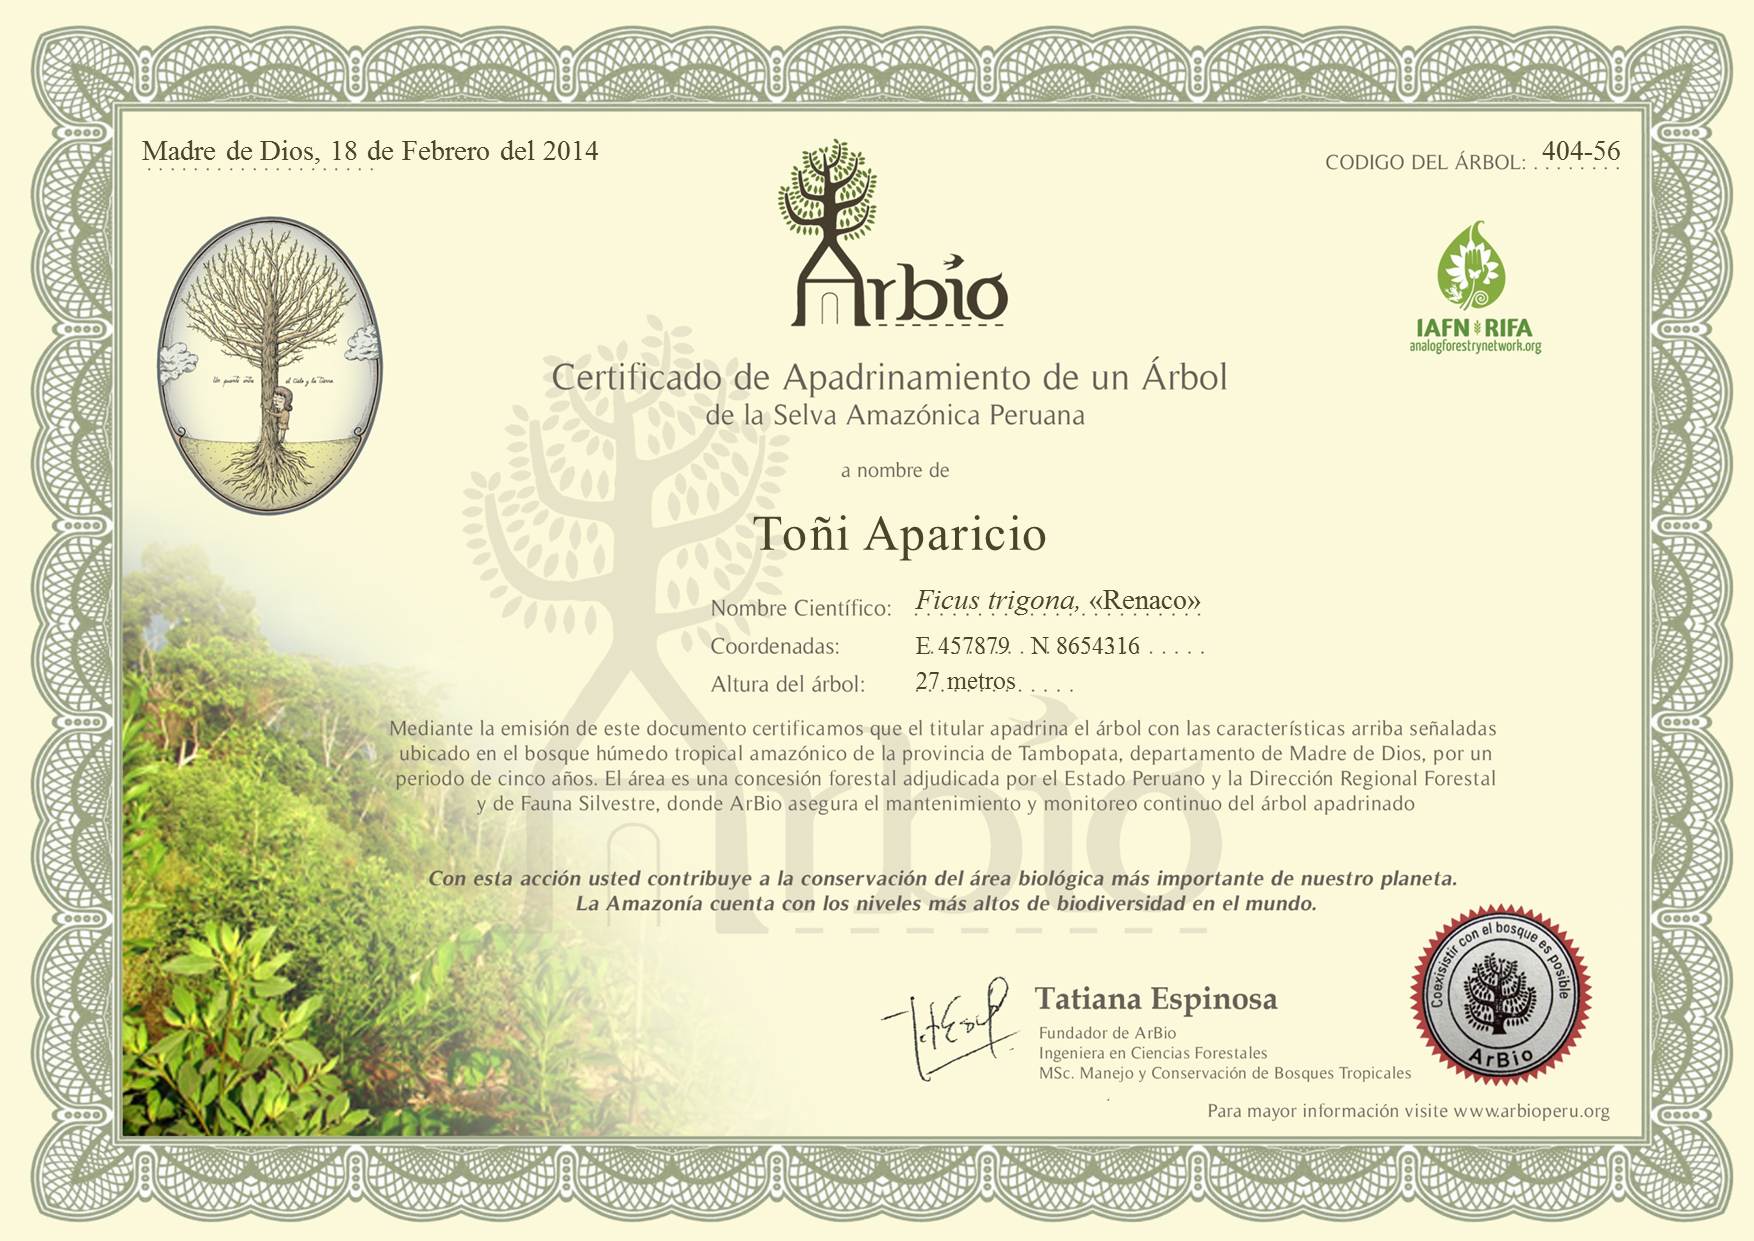 Madre de Dios, 18 de Febrero del 2014
CODIGO DEL ÁRBOL: 404-56
Arbio
IAFN RIFA
analogforestrynetwork.org
Un puente entre el Cielo y la Tierra
Certificado de Apadrinamiento de un Árbol
de la Selva Amazónica Peruana
a nombre de
Toñi Aparicio
Nombre Científico: Ficus trigona, «Renaco»
Coordenadas: E. 457879. . N. 8654316 . . . . .
Altura del árbol: 27 metros . . . . .
Arbio
Mediante la emisión de este documento certificamos que el titular apadrina el árbol con las características arriba señaladas
ubicado en el bosque húmedo tropical amazónico de la provincia de Tambopata, departamento de Madre de Dios, por un
periodo de cinco años. El área es una concesión forestal adjudicada por el Estado Peruano y la Dirección Regional Forestal
y de Fauna Silvestre, donde ArBio asegura el mantenimiento y monitoreo continuo del árbol apadrinado
Con esta acción usted contribuye a la conservación del área biológica más importante de nuestro planeta.
La Amazonía cuenta con los niveles más altos de biodiversidad en el mundo.
Coexisistir con el bosque es posible
ArBio
Tatiana Espinosa
Fundador de ArBio
Ingeniera en Ciencias Forestales
MSc. Manejo y Conservación de Bosques Tropicales
Para mayor información visite www.arbioperu.org